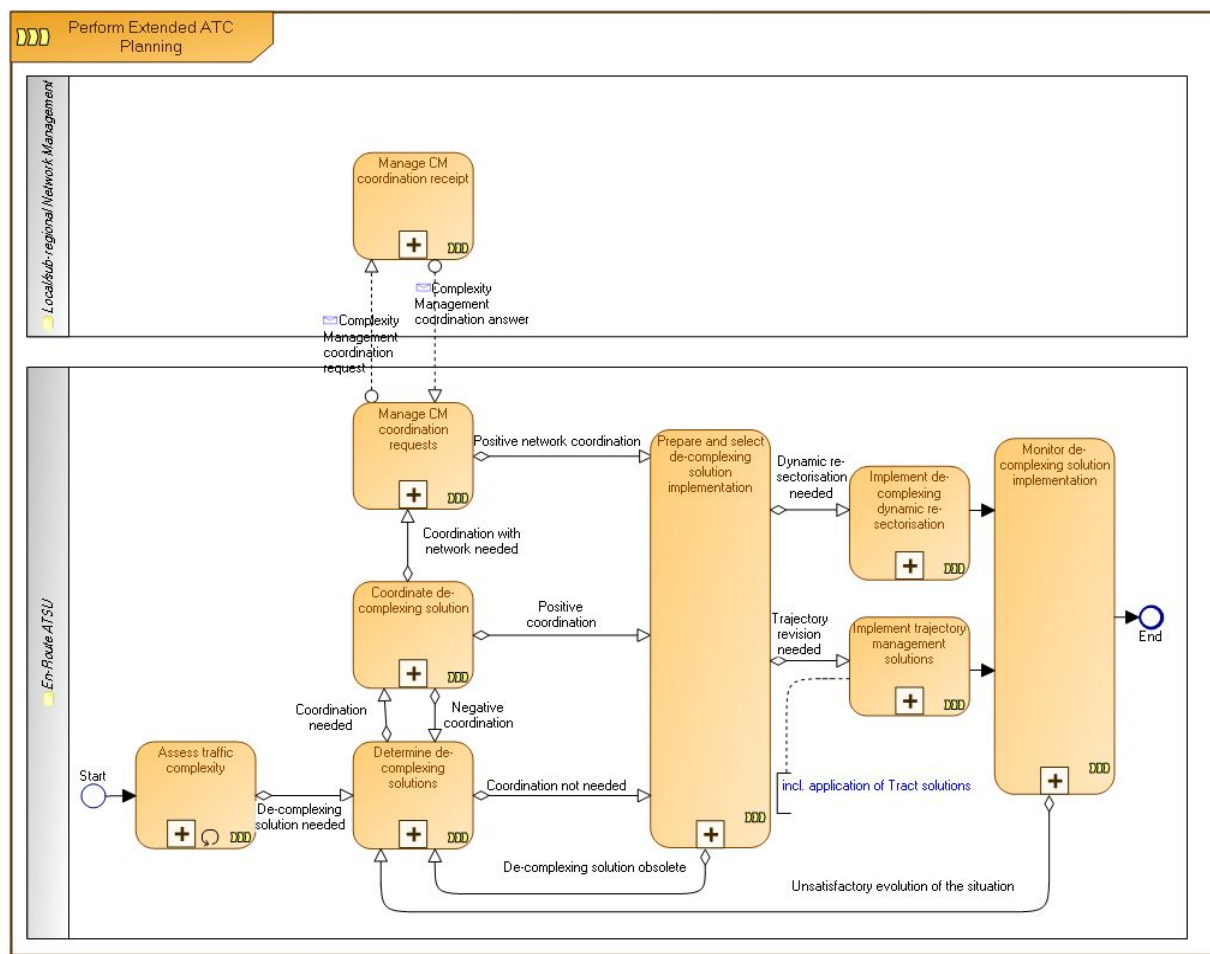 Perform Extended ATC
Planning
Local/sub-regional Network Management
Manage CM
coordination receipt
Complexity
Management
coordination answer
Complexity
Management
coordination
request
En-Route ATSU
Manage CM
coordination
requests
Positive network coordination
Prepare and select
de-complexing
solution
implementation
Dynamic re-
sectorisation
needed
Implement de-
complexing
dynamic re-
sectorisation
Monitor de-
complexing solution
implementation
Coordination with
network needed
Coordinate de-
complexing solution
Positive
coordination
Trajectory
revision
needed
Implement trajectory
management
solutions
End
Coordination
needed
Negative
coordination
Start
Assess traffic
complexity
De-complexing
solution needed
Determine de-
complexing
solutions
Coordination not needed
incl. application of Tract solutions
De-complexing solution obsolete
Unsatisfactory evolution of the situation